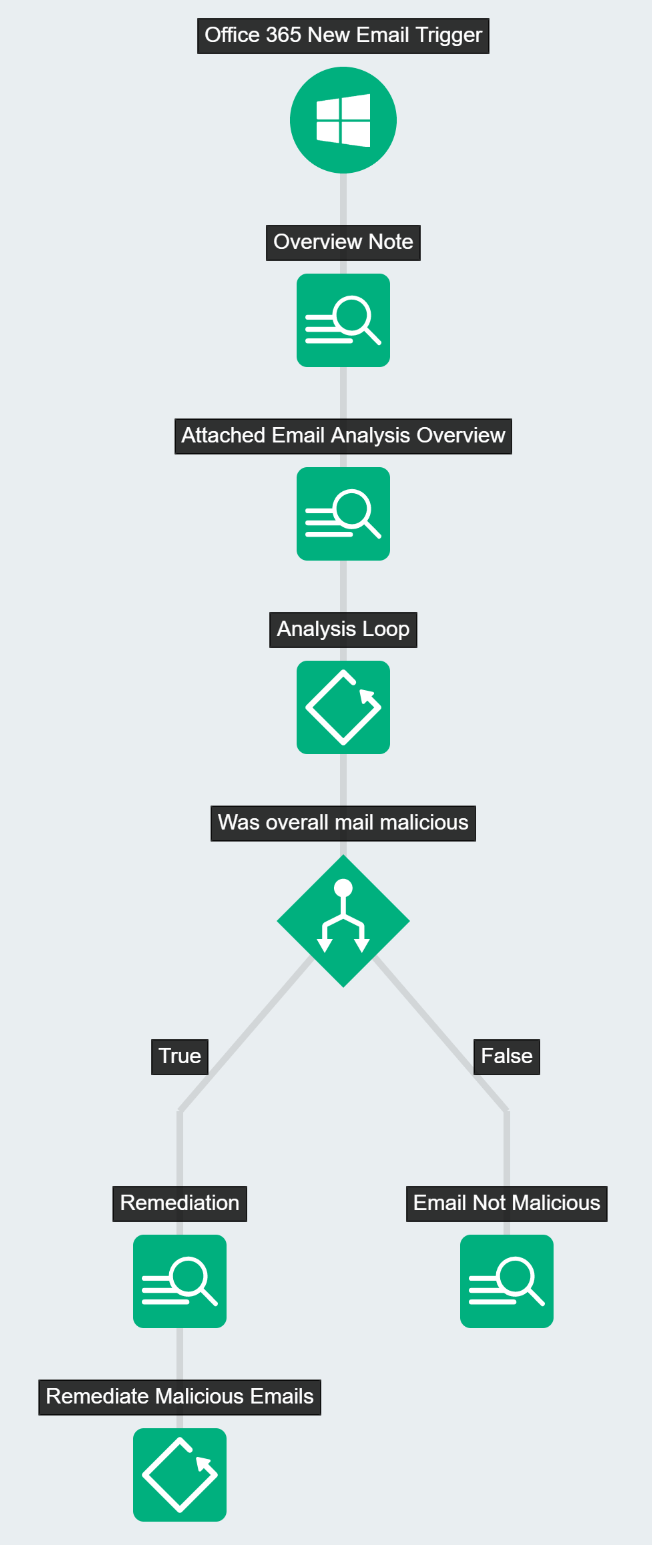 Office 365 New Email Trigger
Overview Note
Attached Email Analysis Overview
Analysis Loop
Was overall mail malicious
True
False
Remediation
Email Not Malicious
Remediate Malicious Emails